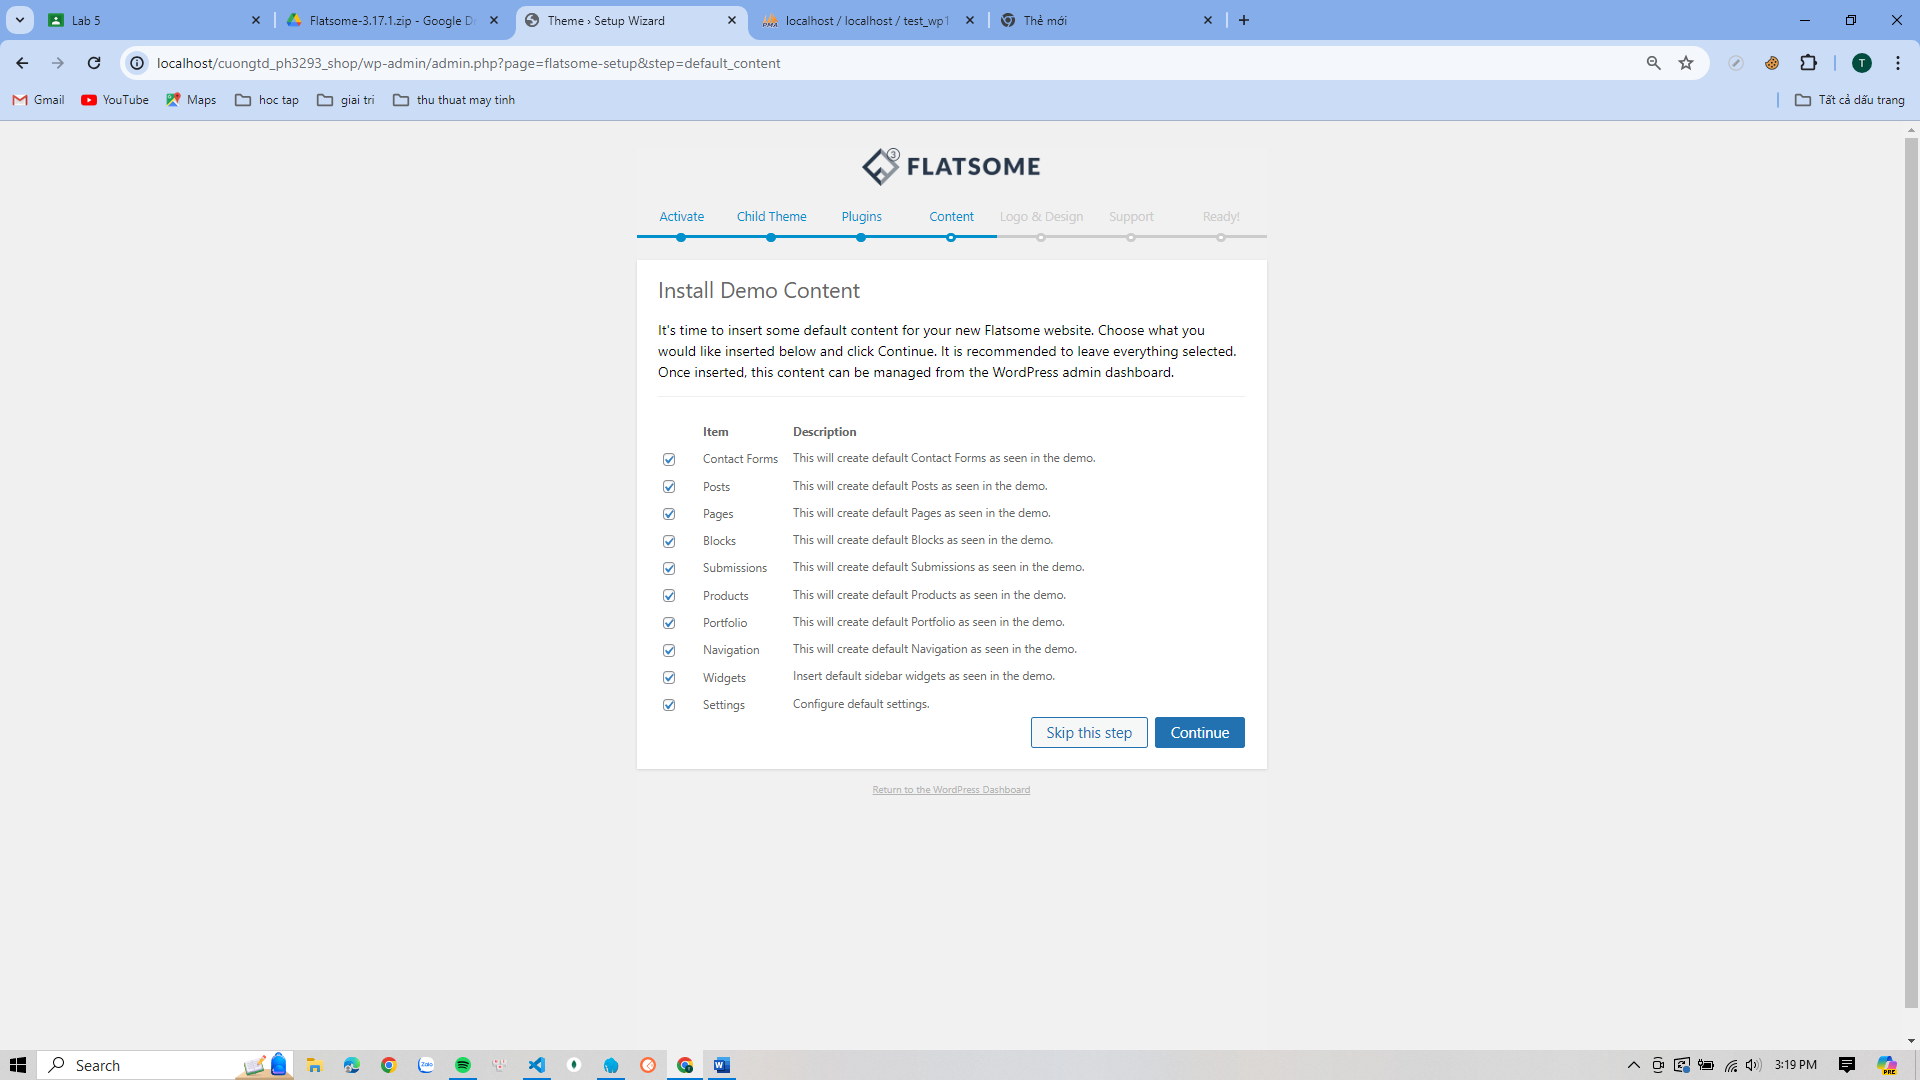 Lab 5
Flatsome-3.17.1.zip - Google Dr
Theme › Setup Wizard
localhost / localhost / test_wp1
Thẻ mới
localhost/cuongtd_ph3293_shop/wp-admin/admin.php?page=flatsome-setup&step=default_content
T
Gmail
YouTube
Maps
hoc tap
giai tri
thu thuat may tinh
Tất cả dấu trang
3
FLATSOME
Activate
Child Theme
Plugins
Content
Logo & Design
Support
Ready!
Install Demo Content
It's time to insert some default content for your new Flatsome website. Choose what you
would like inserted below and click Continue. It is recommended to leave everything selected.
Once inserted, this content can be managed from the WordPress admin dashboard.
Item Description
Contact Forms This will create default Contact Forms as seen in the demo.
Posts This will create default Posts as seen in the demo.
Pages This will create default Pages as seen in the demo.
Blocks This will create default Blocks as seen in the demo.
Submissions This will create default Submissions as seen in the demo.
Products This will create default Products as seen in the demo.
Portfolio This will create default Portfolio as seen in the demo.
Navigation This will create default Navigation as seen in the demo.
Widgets Insert default sidebar widgets as seen in the demo.
Settings Configure default settings.
Skip this step
Continue
Return to the WordPress Dashboard
Search
Zalo
3:19 PM
PRE